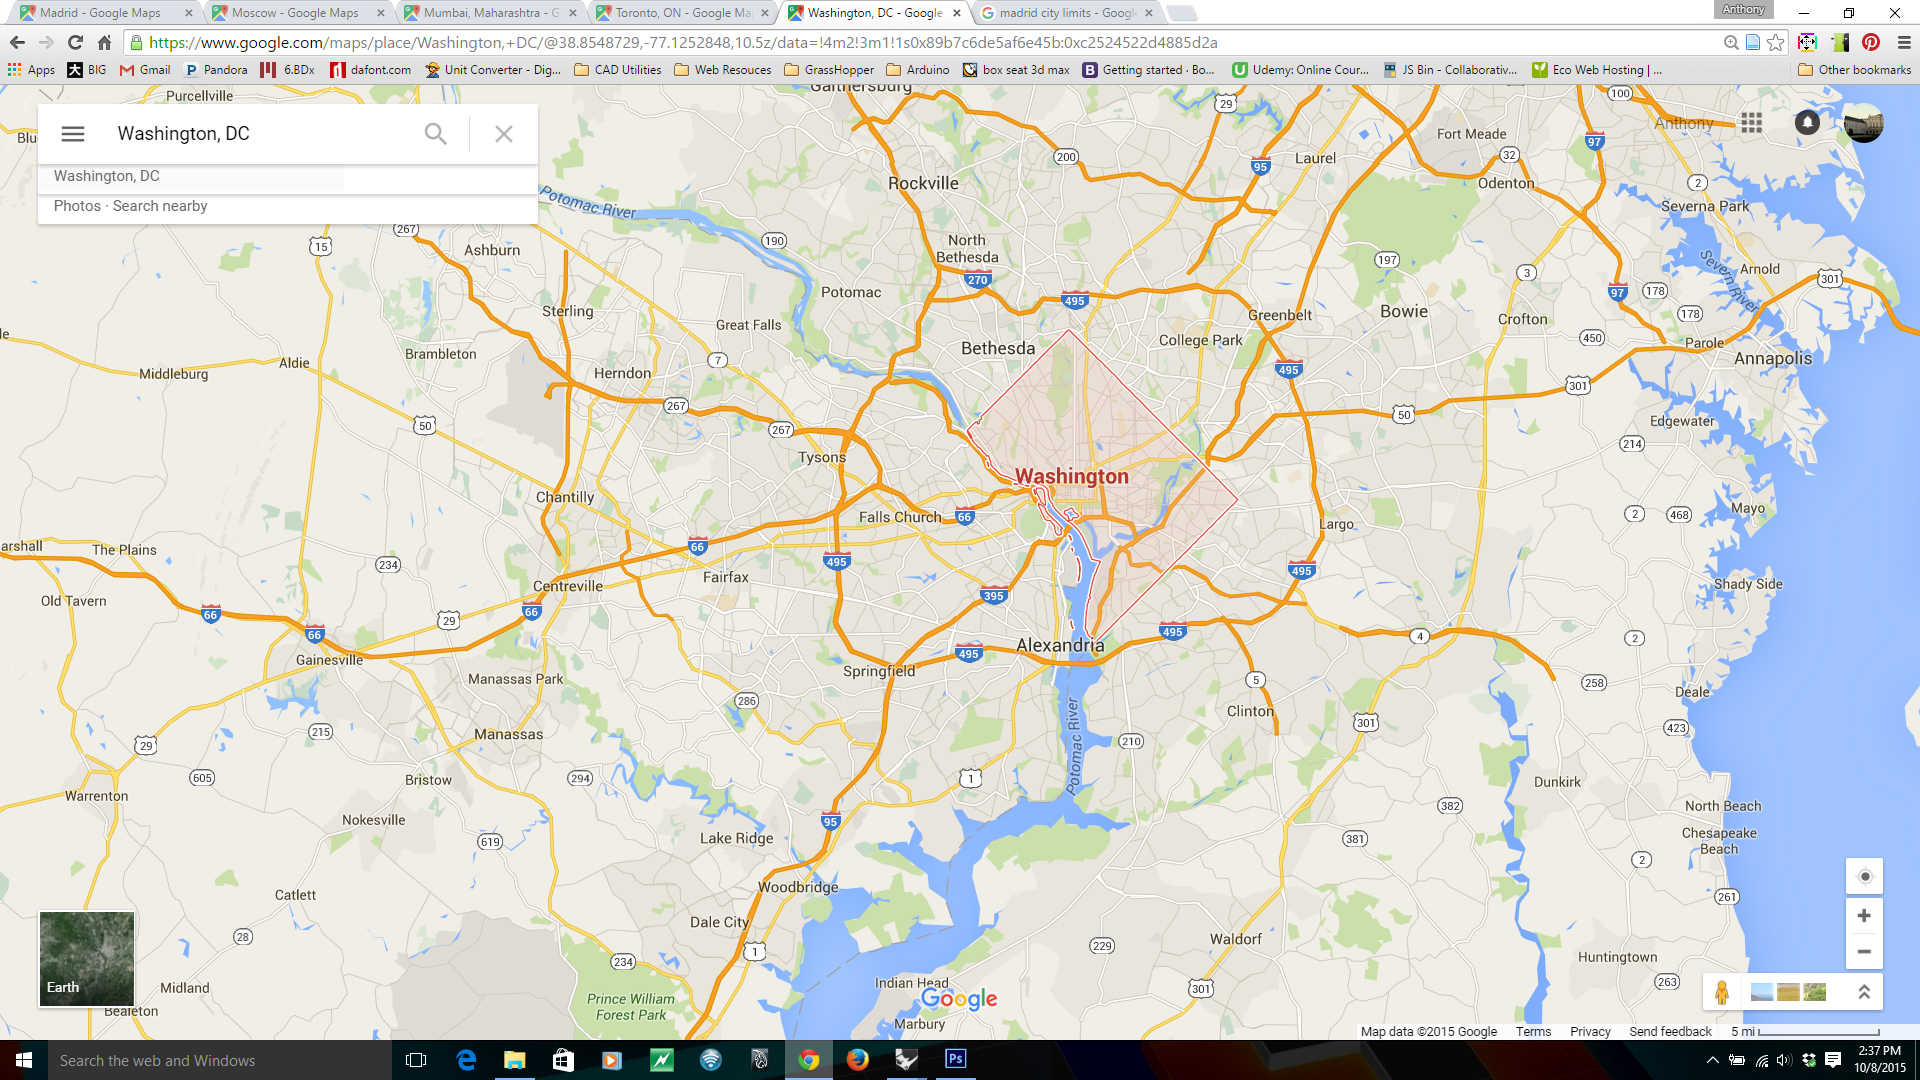 Madrid - Google Maps
Moscow - Google Maps
Mumbai, Maharashtra - G
Toronto, ON - Google Ma
Washington, DC - Google
madrid city limits - Googl
Anthony
https://www.google.com/maps/place/Washington,+DC/@38.8548729,-77.1252848,10.5z/data=!4m2!3m1!1s0x89b7c6de5af6e45b:0xc2524522d4885d2a
Apps
BIG
Gmail
Pandora
6.BDx
dafont.com
Unit Converter - Dig...
CAD Utilities
Web Resouces
GrassHopper
Arduino
box seat 3d max
Getting started · Bo...
Udemy: Online Cour...
JS Bin - Collaborativ...
Eco Web Hosting | ...
Other bookmarks
Washington, DC
Washington, DC
Photos · Search nearby
Anthony
Purcellville
Gaithersburg
29
100
Fort Meade
97
200
95
Laurel
32
Odenton
2
Severna Park
Rockville
Potomac River
267
15
190
Ashburn
North
Bethesda
270
197
3
Arnold
301
Severn River
97
178
178
Potomac
495
Sterling
Great Falls
Greenbelt
Bowie
Crofton
450
Parole
Annapolis
Bethesda
College Park
Brambleton
Aldie
7
Middleburg
Herndon
495
301
267
50
50
267
Edgewater
214
Tysons
Washington
Chantilly
Falls Church
66
Largo
2
468
Mayo
arshall
The Plains
66
495
234
Centreville
Fairfax
395
495
Shady Side
Old Tavern
66
29
66
66
495
4
2
Alexandria
495
Gainesville
Springfield
Manassas Park
5
258
Deale
286
Clinton
301
Potomac River
215
Manassas
210
423
29
605
Bristow
294
1
Dunkirk
Warrenton
382
North Beach
Nokesville
95
Chesapeake
Beach
619
Lake Ridge
381
2
Catlett
Woodbridge
261
Dale City
28
1
229
Waldorf
Huntingtown
234
263
Midland
Indian Head
301
Prince William
Forest Park
Google
Bealeton
Marbury
Earth
Map data ©2015 Google
Terms
Privacy
Send feedback
5 mi
Search the web and Windows
Ps
2:37 PM
10/8/2015